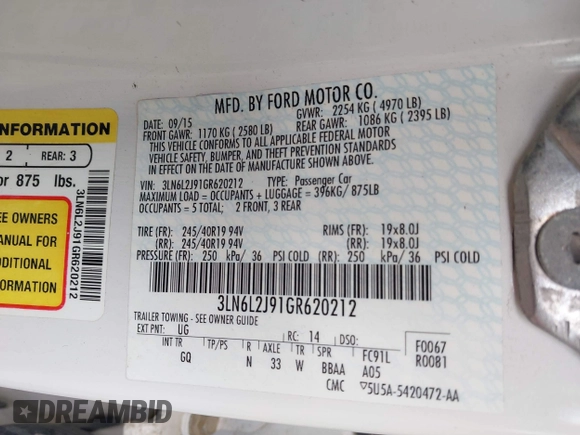 MFD. BY FORD MOTOR CO.
DATE: 09/15 GVWR: 2254 KG ( 4970 LB)
FRONT GAWR: 1170 KG ( 2580 LB) REAR GAWR: 1086 KG ( 2395 LB)
THIS VEHICLE CONFORMS TO ALL APPLICABLE FEDERAL MOTOR
VEHICLE SAFETY, BUMPER, AND THEFT PREVENTION STANDARDS
IN EFFECT ON THE DATE OF MANUFACTURE SHOWN ABOVE.
VIN: 3LN6L2J91GR620212 TYPE: Passenger Car
MAXIMUM LOAD = OCCUPANTS + LUGGAGE = 396KG/ 875LB
OCCUPANTS = 5 TOTAL: 2 FRONT, 3 REAR
TIRE (FR): 245/40R19 94V RIMS (FR): 19x8.0J
(RR): 245/40R19 94V (RR): 19x8.0J
PRESSURE (FR): 250 kPa/ 36 PSI COLD (RR): 250 kPa/ 36 PSI COLD
3LN6L2J91GR620212
TRAILER TOWING - SEE OWNER GUIDE
EXT PNT: UG RC: 14 DSO: F0067
INT TR TP/PS R AXLE TR SPR FC91L R0081
GQ N 33 W BBAA A05
CMC 5U5A-5420472-AA
INFORMATION
2 REAR: 3
or 875 lbs.
EE OWNERS
ANUAL FOR
ADDITIONAL
FORMATION
3LN6L2J91GR620212
DREAMBID